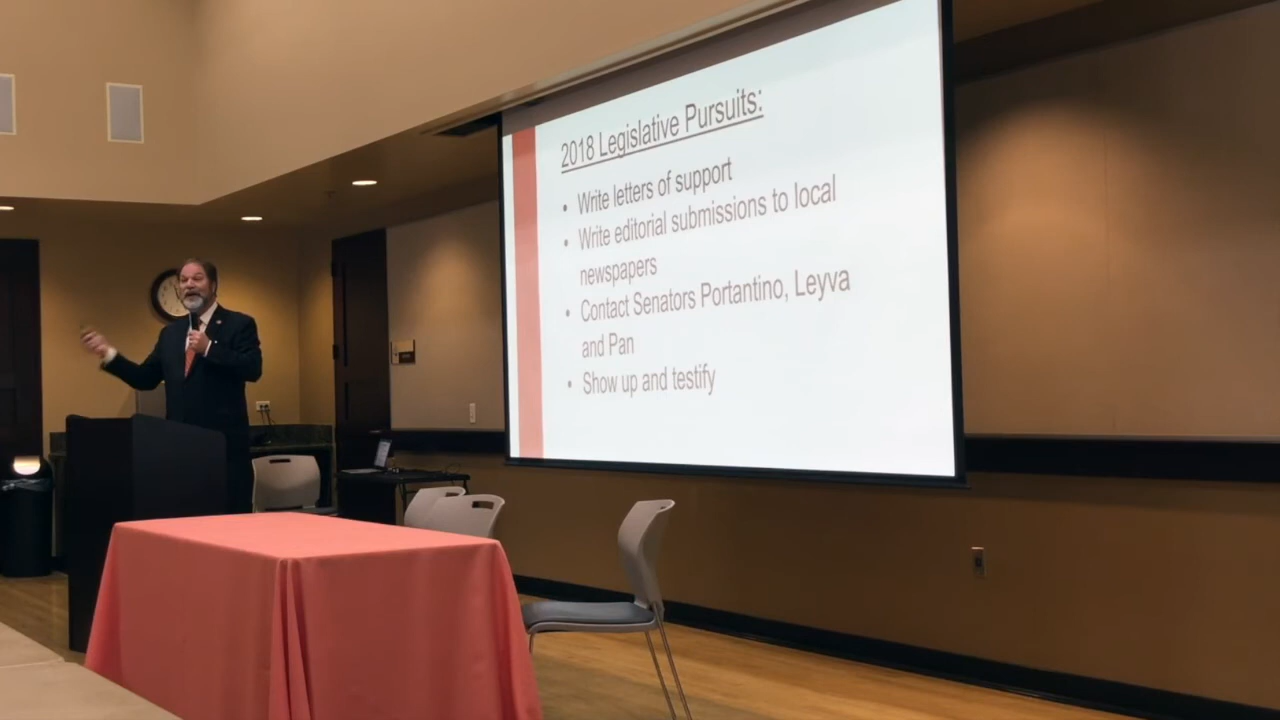 2018 Legislative Pursuits:
• Write letters of support
• Write editorial submissions to local
newspapers
• Contact Senators Portantino, Leyva
and Pan
• Show up and testify